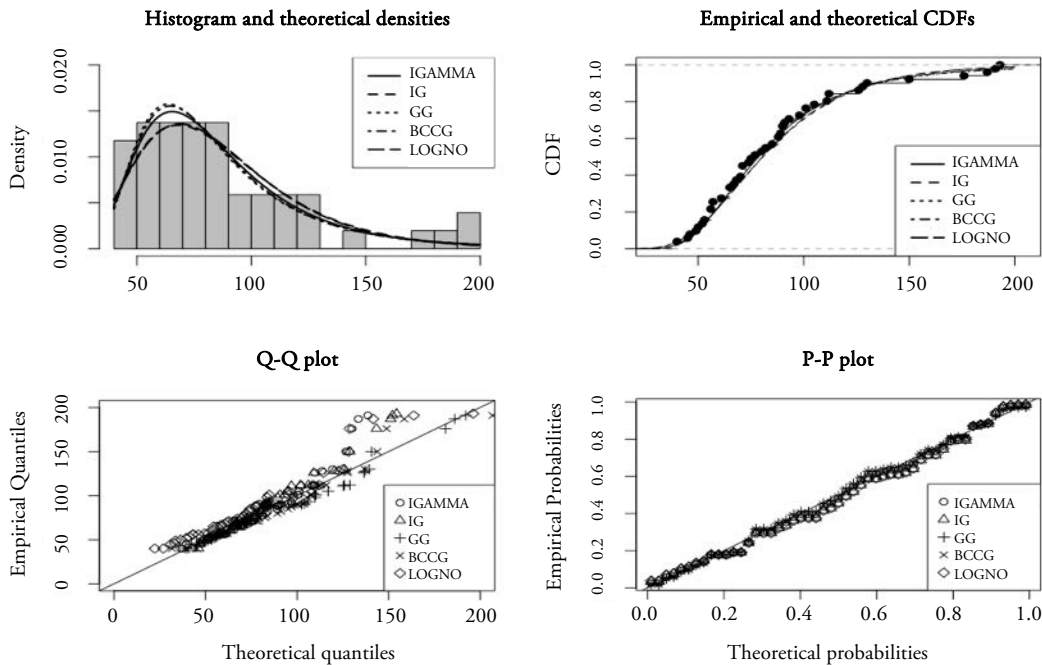 Histogram and theoretical densities
Density
0.000
0.010
0.020
50
100
150
200
IGAMMA
IG
GG
BCCG
LOGNO
Empirical and theoretical CDFs
CDF
0.0
0.2
0.4
0.6
0.8
1.0
50
100
150
200
IGAMMA
IG
GG
BCCG
LOGNO
Q-Q plot
Empirical Quantiles
0
50
100
150
200
0
50
100
150
200
Theoretical quantiles
IGAMMA
IG
GG
BCCG
LOGNO
P-P plot
Empirical Probabilities
0.0
0.2
0.4
0.6
0.8
1.0
0.0
0.2
0.4
0.6
0.8
1.0
Theoretical probabilities
IGAMMA
IG
GG
BCCG
LOGNO